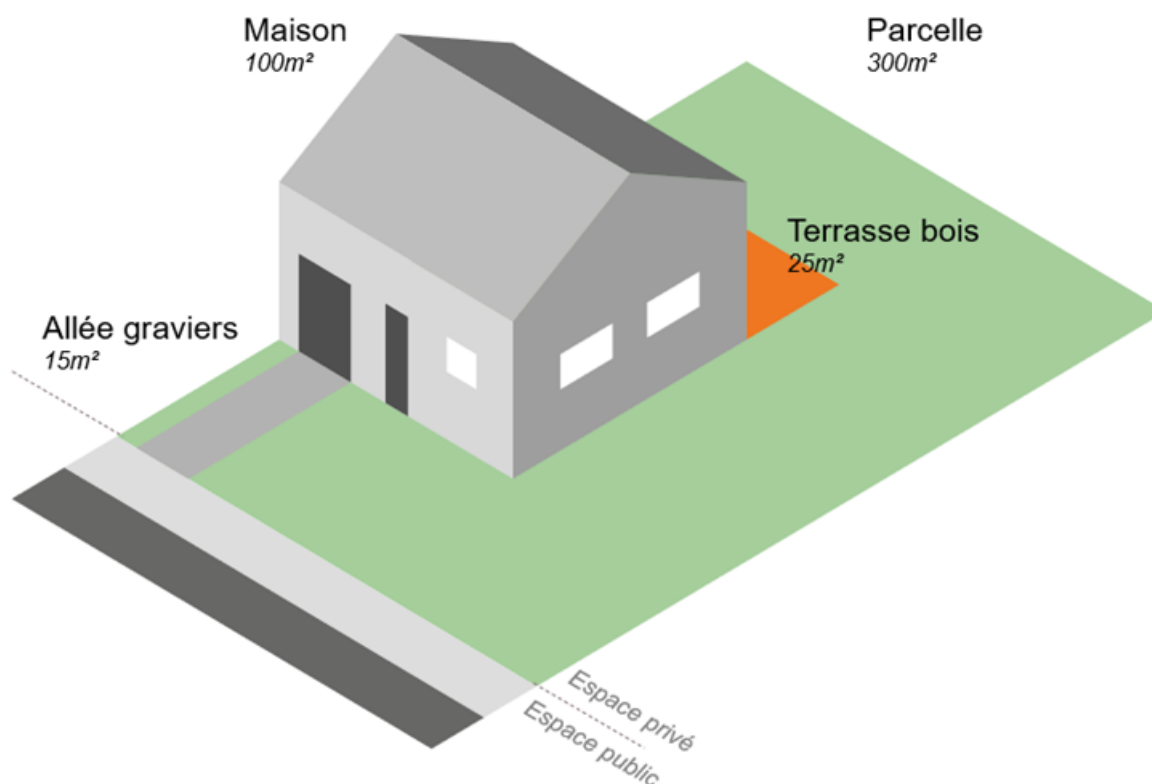 Maison
100m²
Parcelle
300m²
Terrasse bois
25m²
Allée graviers
15m²
Espace privé
Espace public